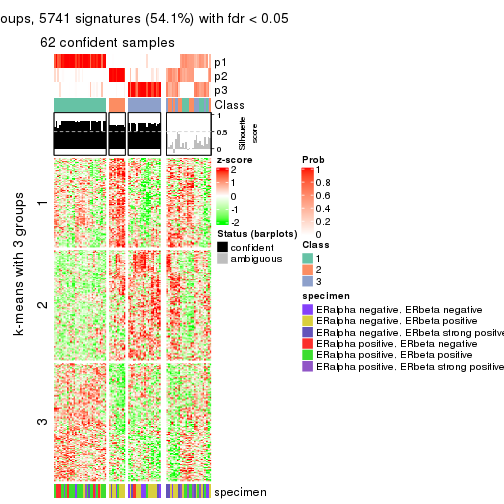 oups, 5741 signatures (54.1%) with fdr < 0.05
62 confident samples
p1
p2
p3
Class
1
0.5
0
Silhouette
score
k-means with 3 groups
1
2
3
specimen
z-score
2
1
0
-1
-2
Status (barplots)
confident
ambiguous
Prob
1
0.8
0.6
0.4
0.2
0
Class
1
2
3
specimen
ERalpha negative. ERbeta negative
ERalpha negative. ERbeta positive
ERalpha negative. ERbeta strong positive
ERalpha positive. ERbeta negative
ERalpha positive. ERbeta positive
ERalpha positive. ERbeta strong positive